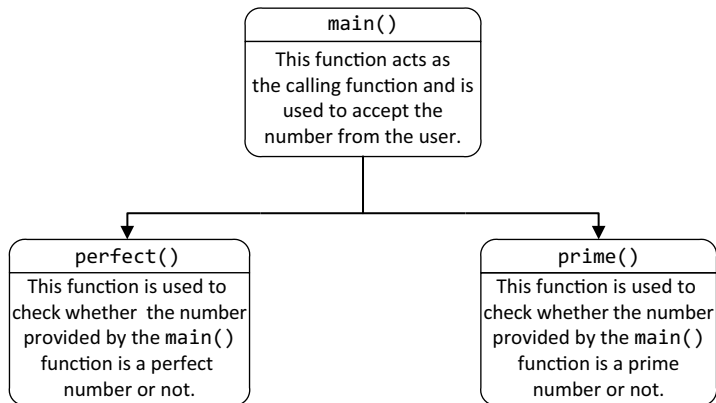 main()
This function acts as
the calling function and is
used to accept the
number from the user.
perfect()
This function is used to
check whether the number
provided by the main()
function is a perfect
number or not.
prime()
This function is used to
check whether the number
provided by the main()
function is a prime
number or not.